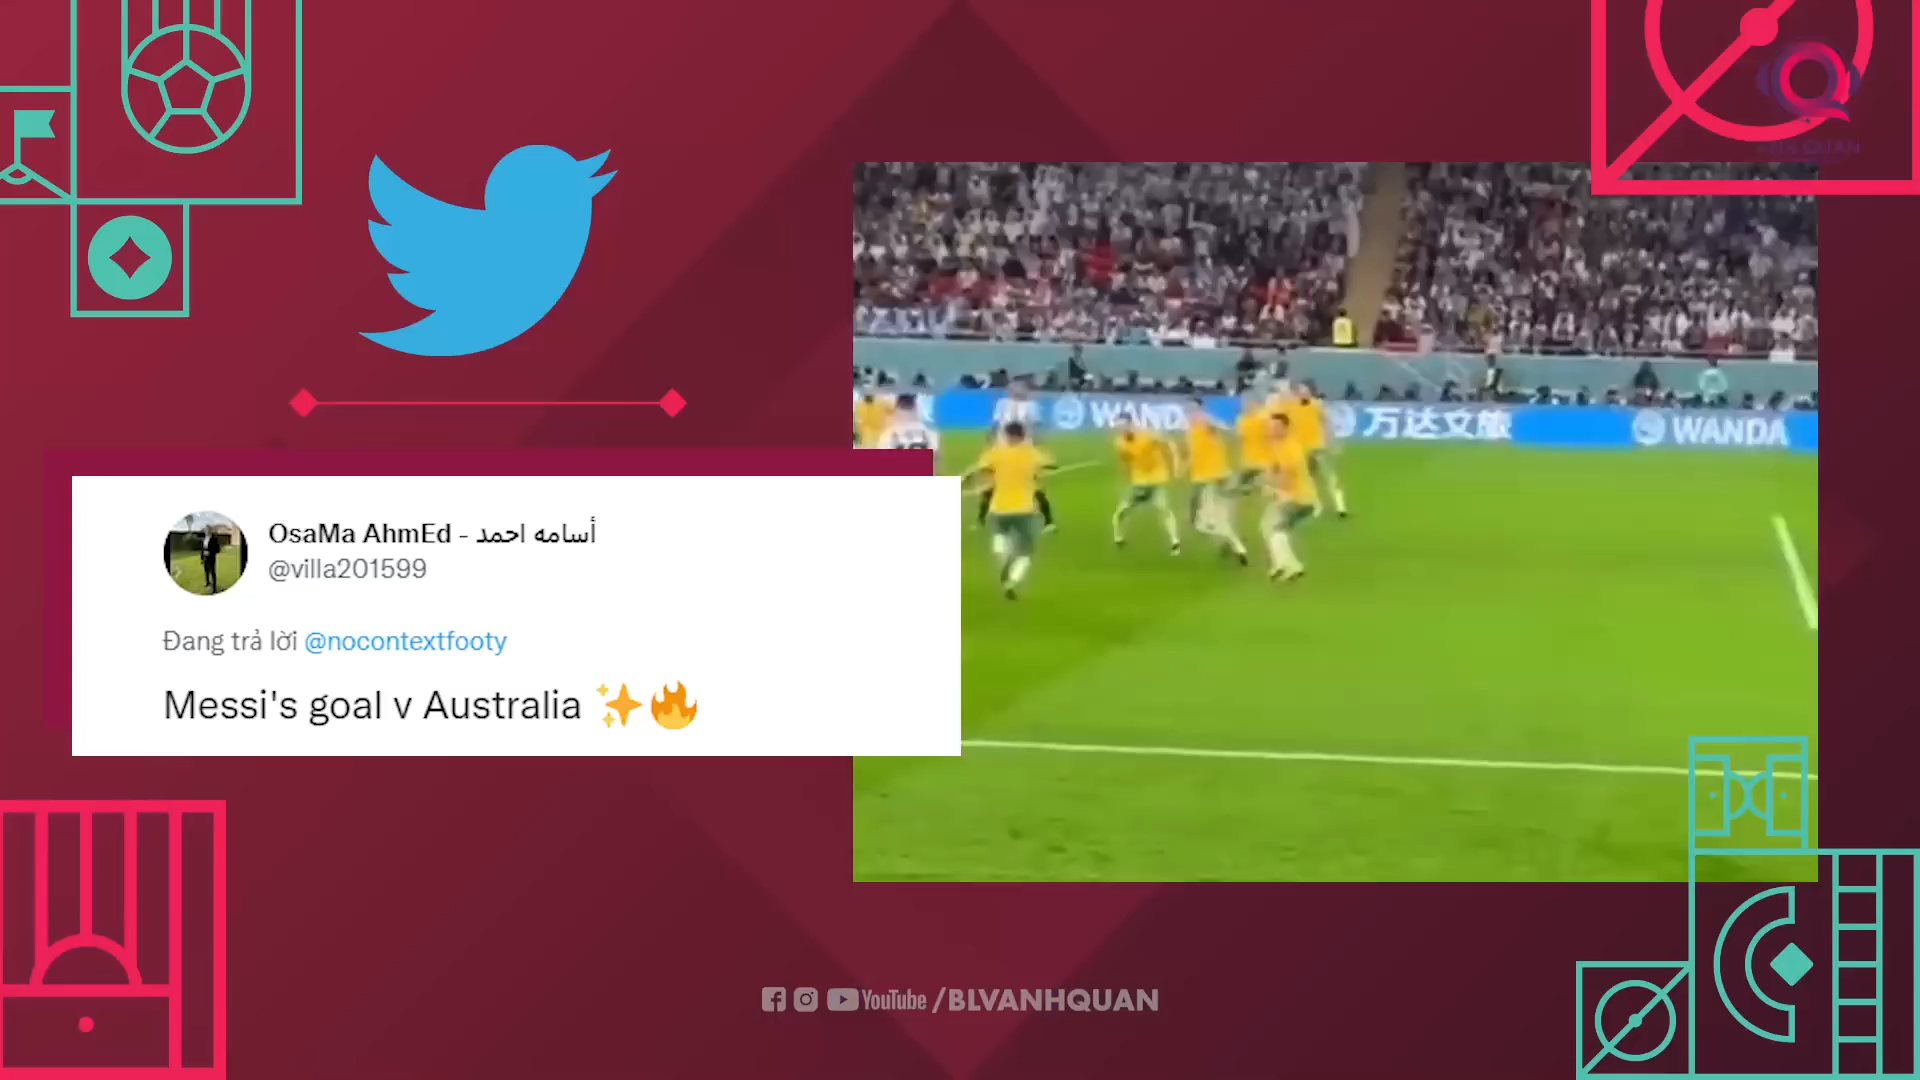 OsaMa AhmEd - أسامه احمد
@villa201599
Đang trả lời @nocontextfooty
Messi's goal v Australia ✨🔥
WANDA
万达文旅
WANDA
YouTube /BLVANHQUAN